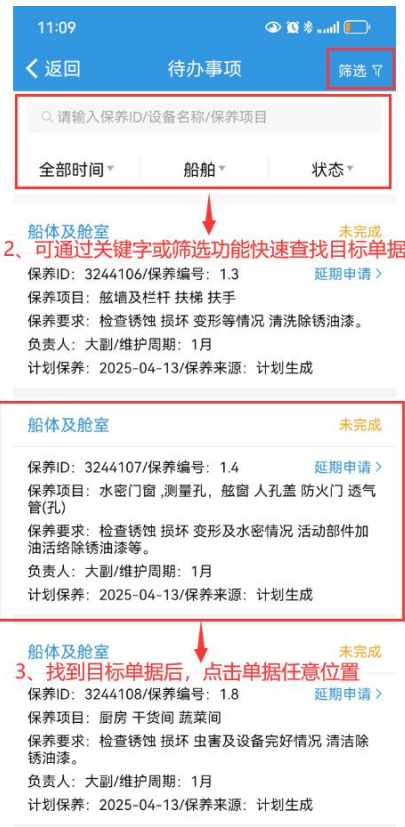 11:09
返回
待办事项
筛选
请输入保养ID/设备名称/保养项目
全部时间
船舶
状态
船体及舱室
未完成
2、可通过关键字或筛选功能快速查找目标单据
保养ID：3244106/保养编号：1.3
延期申请
保养项目：舷墙及栏杆 扶梯 扶手
保养要求：检查锈蚀 损坏 变形等情况 清洗除锈油漆。
负责人：大副/维护周期：1月
计划保养：2025-04-13/保养来源：计划生成
船体及舱室
未完成
保养ID：3244107/保养编号：1.4
延期申请
保养项目：水密门窗 ,测量孔，舷窗 人孔盖 防火门 透气
管(孔)
保养要求：检查锈蚀 损坏 变形及水密情况 活动部件加
油活络除锈油漆等。
负责人：大副/维护周期：1月
计划保养：2025-04-13/保养来源：计划生成
船体及舱室
未完成
3、找到目标单据后，点击单据任意位置
保养ID：3244108/保养编号：1.8
延期申请
保养项目：厨房 干货间 蔬菜间
保养要求：检查锈蚀 损坏 虫害及设备完好情况 清洁除
锈油漆。
负责人：大副/维护周期：1月
计划保养：2025-04-13/保养来源：计划生成